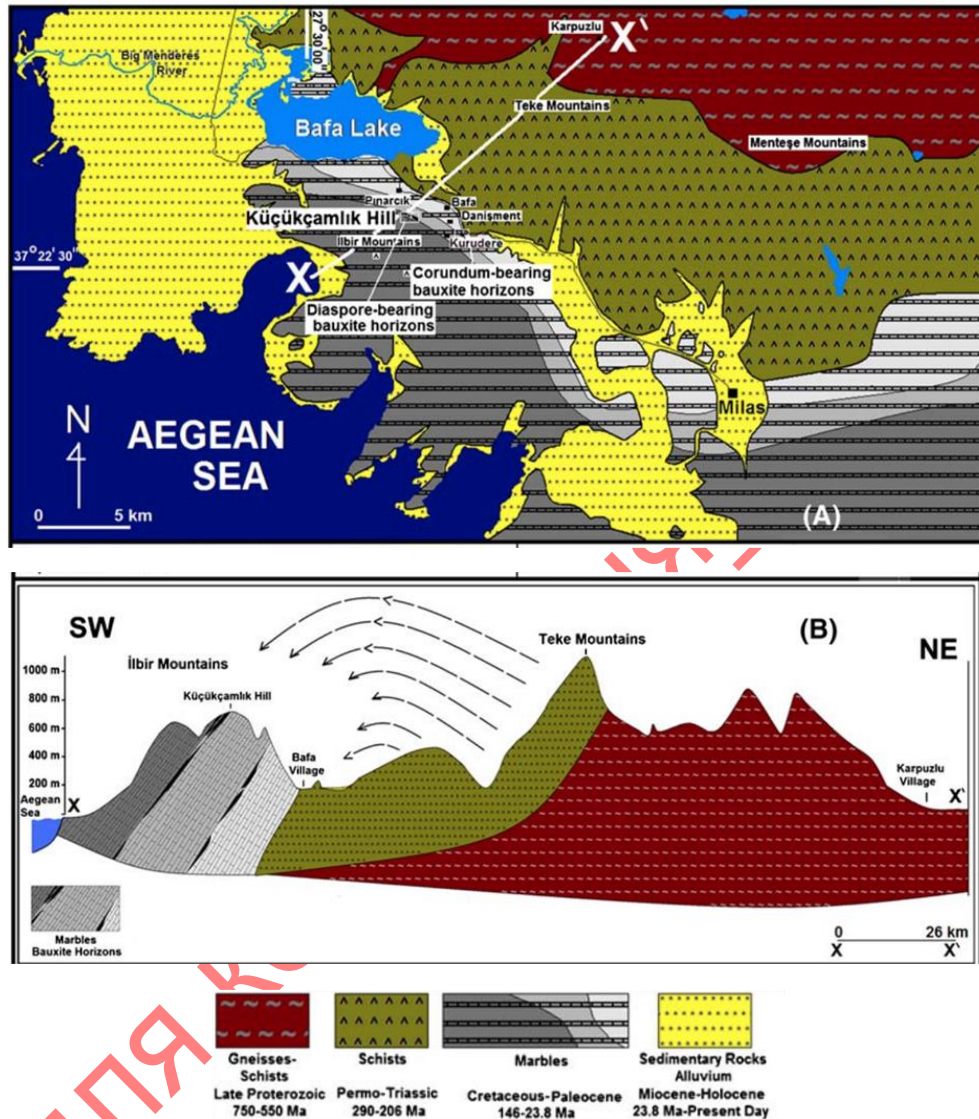 Karpuzlu
X`
27° 30' 00"
Big Menderes
River
Teke Mountains
Bafa Lake
Menteşe Mountains
Pınarcık
Bafa
Küçükçamlık Hill
Danişment
Ilbir Mountains
Kurudere
37° 22' 30"
X
Corundum-bearing
bauxite horizons
Diaspore-bearing
bauxite horizons
N
AEGEAN
SEA
Milas
0 5 km
(A)
SW
Teke Mountains
(B)
NE
1000 m
İlbir Mountains
800 m
Küçükçamlık Hill
600 m
400 m
Bafa
Village
200 m
Karpuzlu
Village
Aegean
Sea
X
X`
Marbles
Bauxite Horizons
0 26 km
X X`
Gneisses-
Schists
Late Proterozoic
750-550 Ma
Schists
Permo-Triassic
290-206 Ma
Marbles
Cretaceous-Paleocene
146-23.8 Ma
Sedimentary Rocks
Alluvium
Miocene-Holocene
23.8 Ma-Present Day